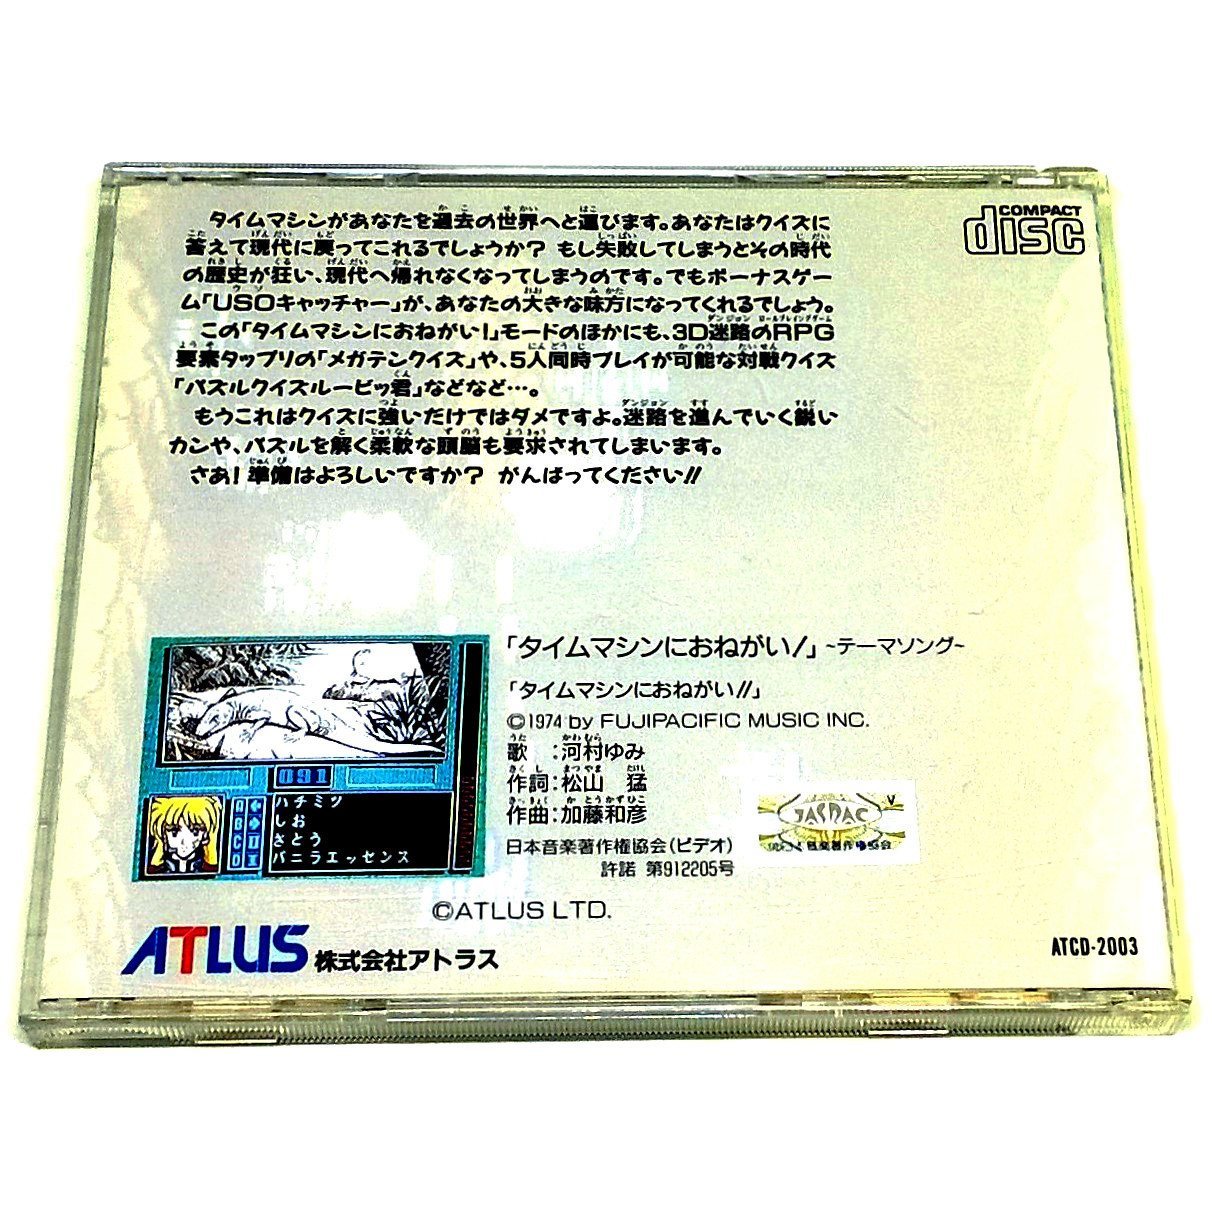 COMPACT
disc
タイムマシンがあなたを過去の世界へと運びます。あなたはクイズに
答えて現代に戻ってこれるでしょうか? もし失敗してしまうとその時代
の歴史が狂い、現代へ帰れなくなってしまうのです。でもボーナスゲー
ム「USOキャッチャー」が、あなたの大きな味方になってくれるでしょう。
この「タイムマシンにおねがい!」モードのほかにも、3D迷路のRPG
要素タップリの「メガテンクイズ」や、5人同時プレイが可能な対戦クイズ
「パズルクイズルービッ君」などなど…。
もうこれはクイズに強いだけではダメですよ。迷路を進んでいく鋭い
カンや、パズルを解く柔軟な頭脳も要求されてしまいます。
さあ! 準備はよろしいですか? がんばってください!!
「タイムマシンにおねがい!」~テーマソング~
「タイムマシンにおねがい!!」
©1974 by FUJIPACIFIC MUSIC INC.
歌 :河村ゆみ
作詞:松山 猛
作曲:加藤和彦
日本音楽著作権協会(ビデオ)
許諾 第912205号
JASRAC
091
A ハチミツ
B しお
C さとう
D バニラエッセンス
©ATLUS LTD.
ATLUS 株式会社アトラス
ATCD-2003